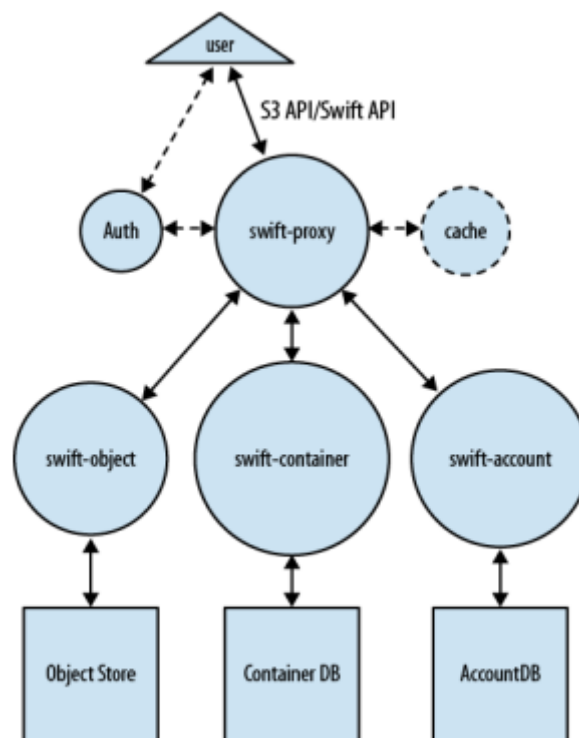 user
S3 API/Swift API
Auth
swift-proxy
cache
swift-object
swift-container
swift-account
Object Store
Container DB
AccountDB